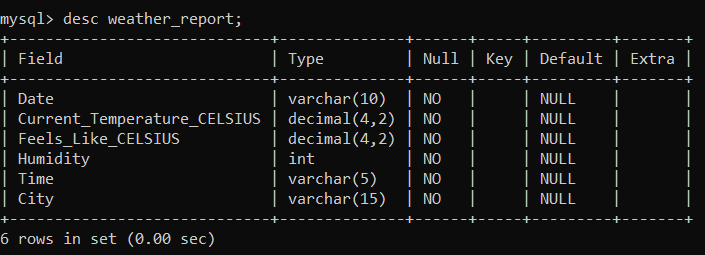 mysql> desc weather_report;
+----------------------------+--------------+------+-----+---------+-------+
| Field                      | Type         | Null | Key | Default | Extra |
+----------------------------+--------------+------+-----+---------+-------+
| Date                       | varchar(10)  | NO   |     | NULL    |       |
| Current_Temperature_CELSIUS | decimal(4,2) | NO   |     | NULL    |       |
| Feels_Like_CELSIUS         | decimal(4,2) | NO   |     | NULL    |       |
| Humidity                   | int          | NO   |     | NULL    |       |
| Time                       | varchar(5)   | NO   |     | NULL    |       |
| City                       | varchar(15)  | NO   |     | NULL    |       |
+----------------------------+--------------+------+-----+---------+-------+
6 rows in set (0.00 sec)